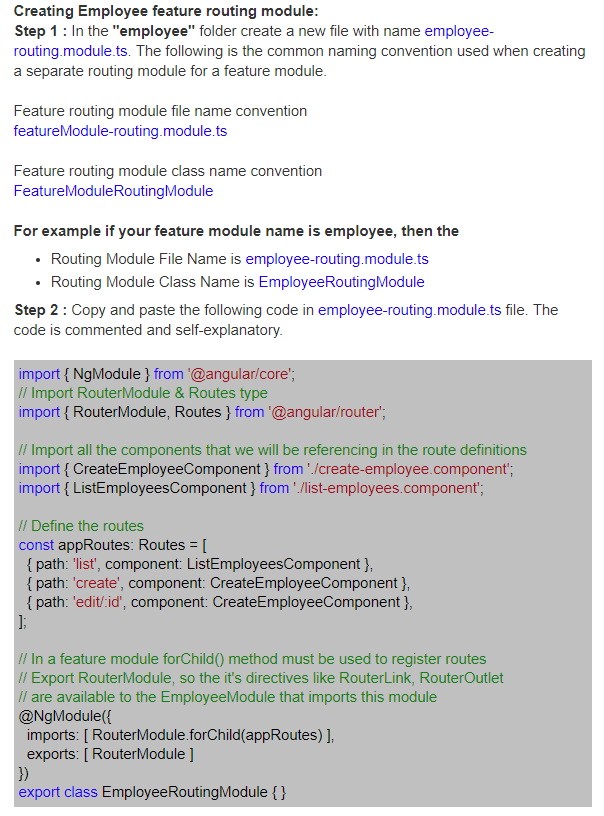 Creating Employee feature routing module:
Step 1 : In the "employee" folder create a new file with name employee-
routing.module.ts. The following is the common naming convention used when creating
a separate routing module for a feature module.
Feature routing module file name convention
featureModule-routing.module.ts
Feature routing module class name convention
FeatureModuleRoutingModule
For example if your feature module name is employee, then the
• Routing Module File Name is employee-routing.module.ts
• Routing Module Class Name is EmployeeRoutingModule
Step 2 : Copy and paste the following code in employee-routing.module.ts file. The
code is commented and self-explanatory.
import { NgModule } from '@angular/core';
// Import RouterModule & Routes type
import { RouterModule, Routes } from '@angular/router';
// Import all the components that we will be referencing in the route definitions
import { CreateEmployeeComponent } from './create-employee.component';
import { ListEmployeesComponent } from './list-employees.component';
// Define the routes
const appRoutes: Routes = [
{ path: 'list', component: ListEmployeesComponent },
{ path: 'create', component: CreateEmployeeComponent },
{ path: 'edit/:id', component: CreateEmployeeComponent },
];
// In a feature module forChild() method must be used to register routes
// Export RouterModule, so the it's directives like RouterLink, RouterOutlet
// are available to the EmployeeModule that imports this module
@NgModule({
imports: [ RouterModule.forChild(appRoutes) ],
exports: [ RouterModule ]
})
export class EmployeeRoutingModule { }